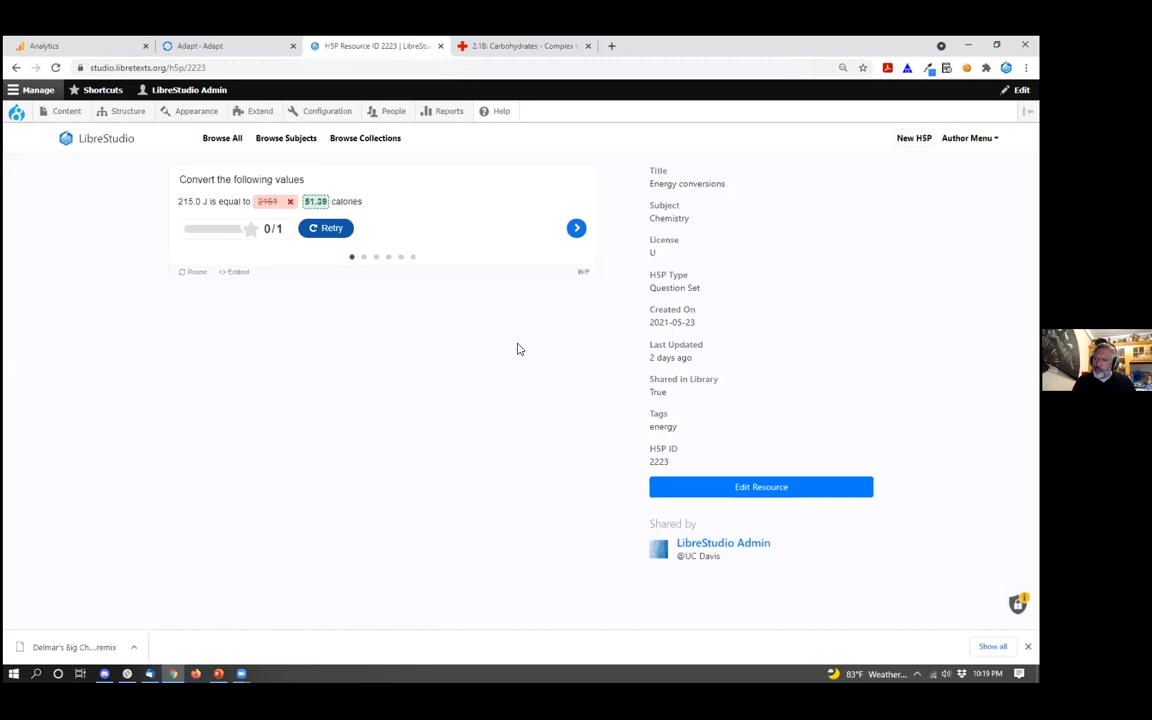 Analytics
Adapt - Adapt
H5P Resource ID 2223 | LibreStu
2.1B: Carbohydrates - Complex C
studio.libretexts.org/h5p/2223
Manage Shortcuts LibreStudio Admin Edit
Content Structure Appearance Extend Configuration People Reports Help
LibreStudio Browse All Browse Subjects Browse Collections New H5P Author Menu
Convert the following values
215.0 J is equal to 2161 51.39 calories
0/1 Retry
Reuse <> Embed H5P
Title
Energy conversions
Subject
Chemistry
License
U
H5P Type
Question Set
Created On
2021-05-23
Last Updated
2 days ago
Shared in Library
True
Tags
energy
H5P ID
2223
Edit Resource
Shared by
LibreStudio Admin
@UC Davis
Delmar's Big Ch....remix Show all
83°F Weather... 10:19 PM